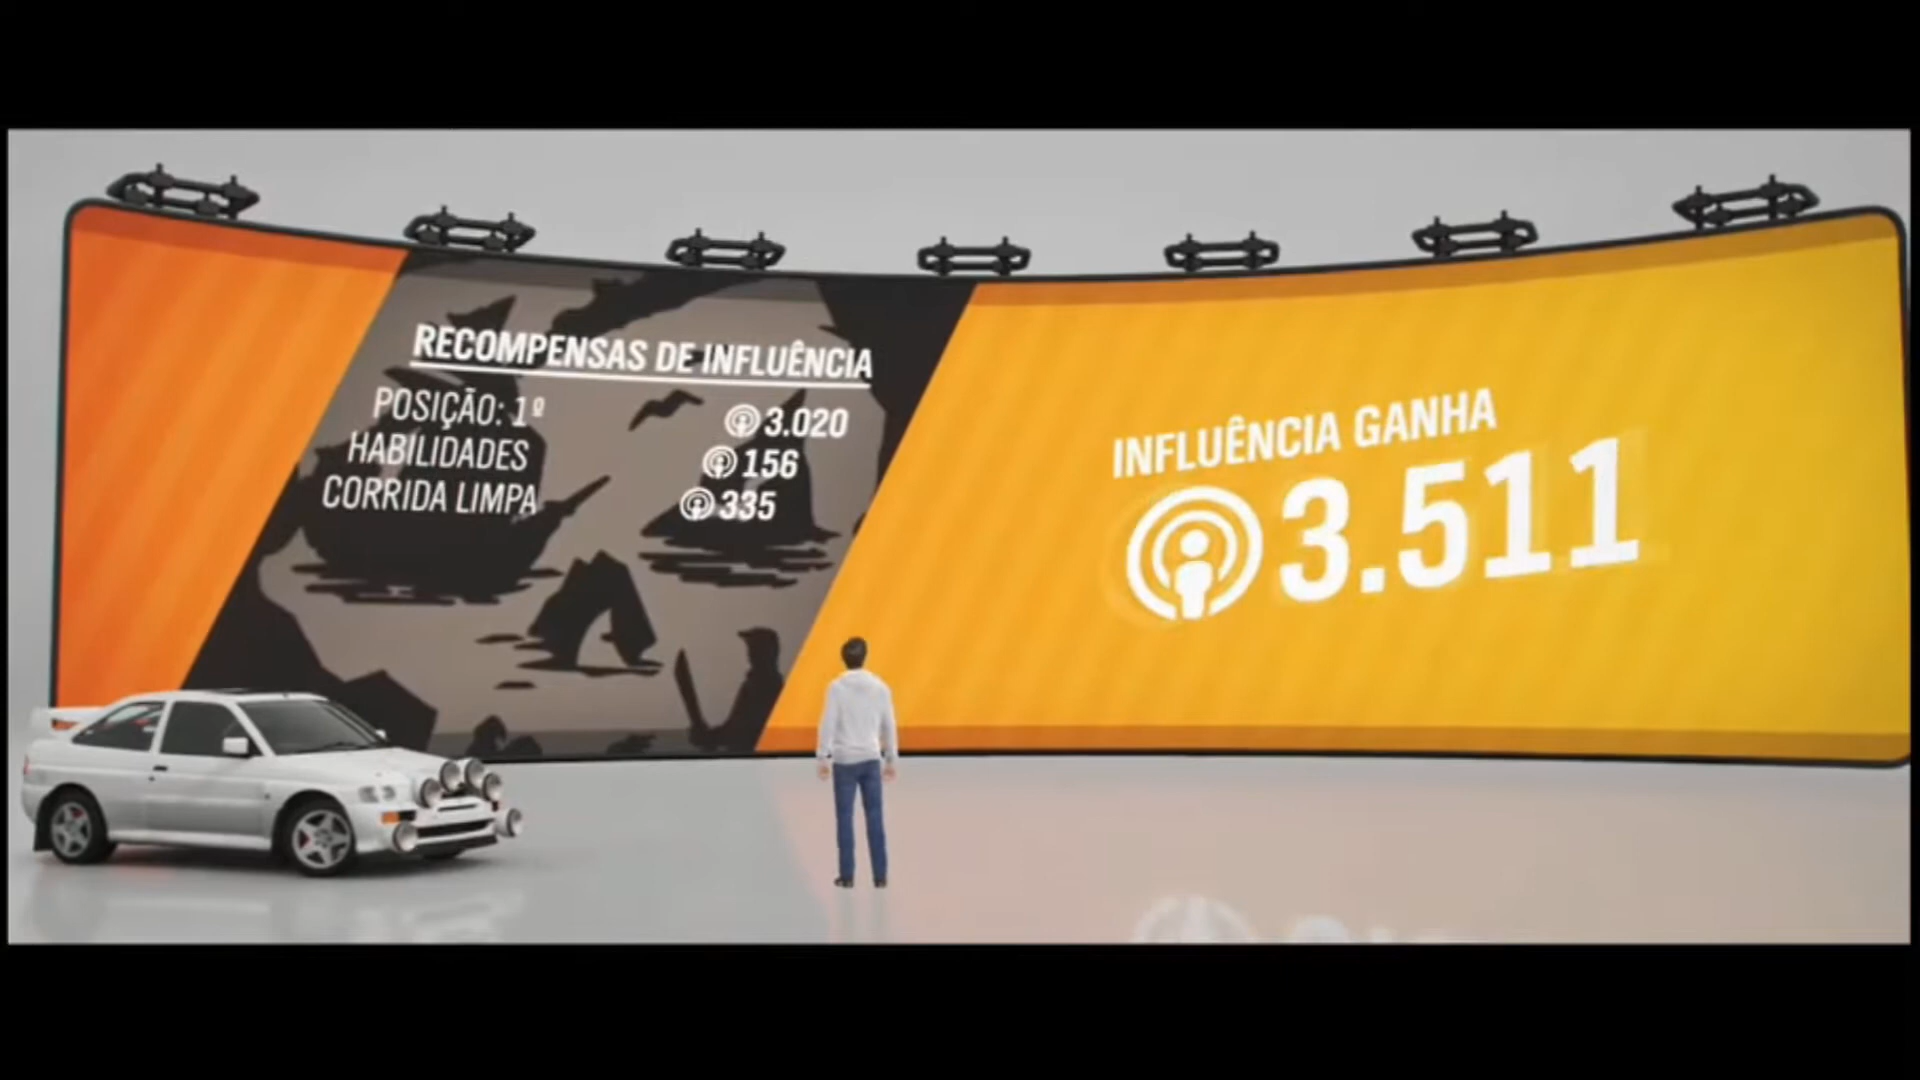 RECOMPENSAS DE INFLUÊNCIA
POSIÇÃO: 1º 3.020
HABILIDADES 156
CORRIDA LIMPA 335
INFLUÊNCIA GANHA
3.511